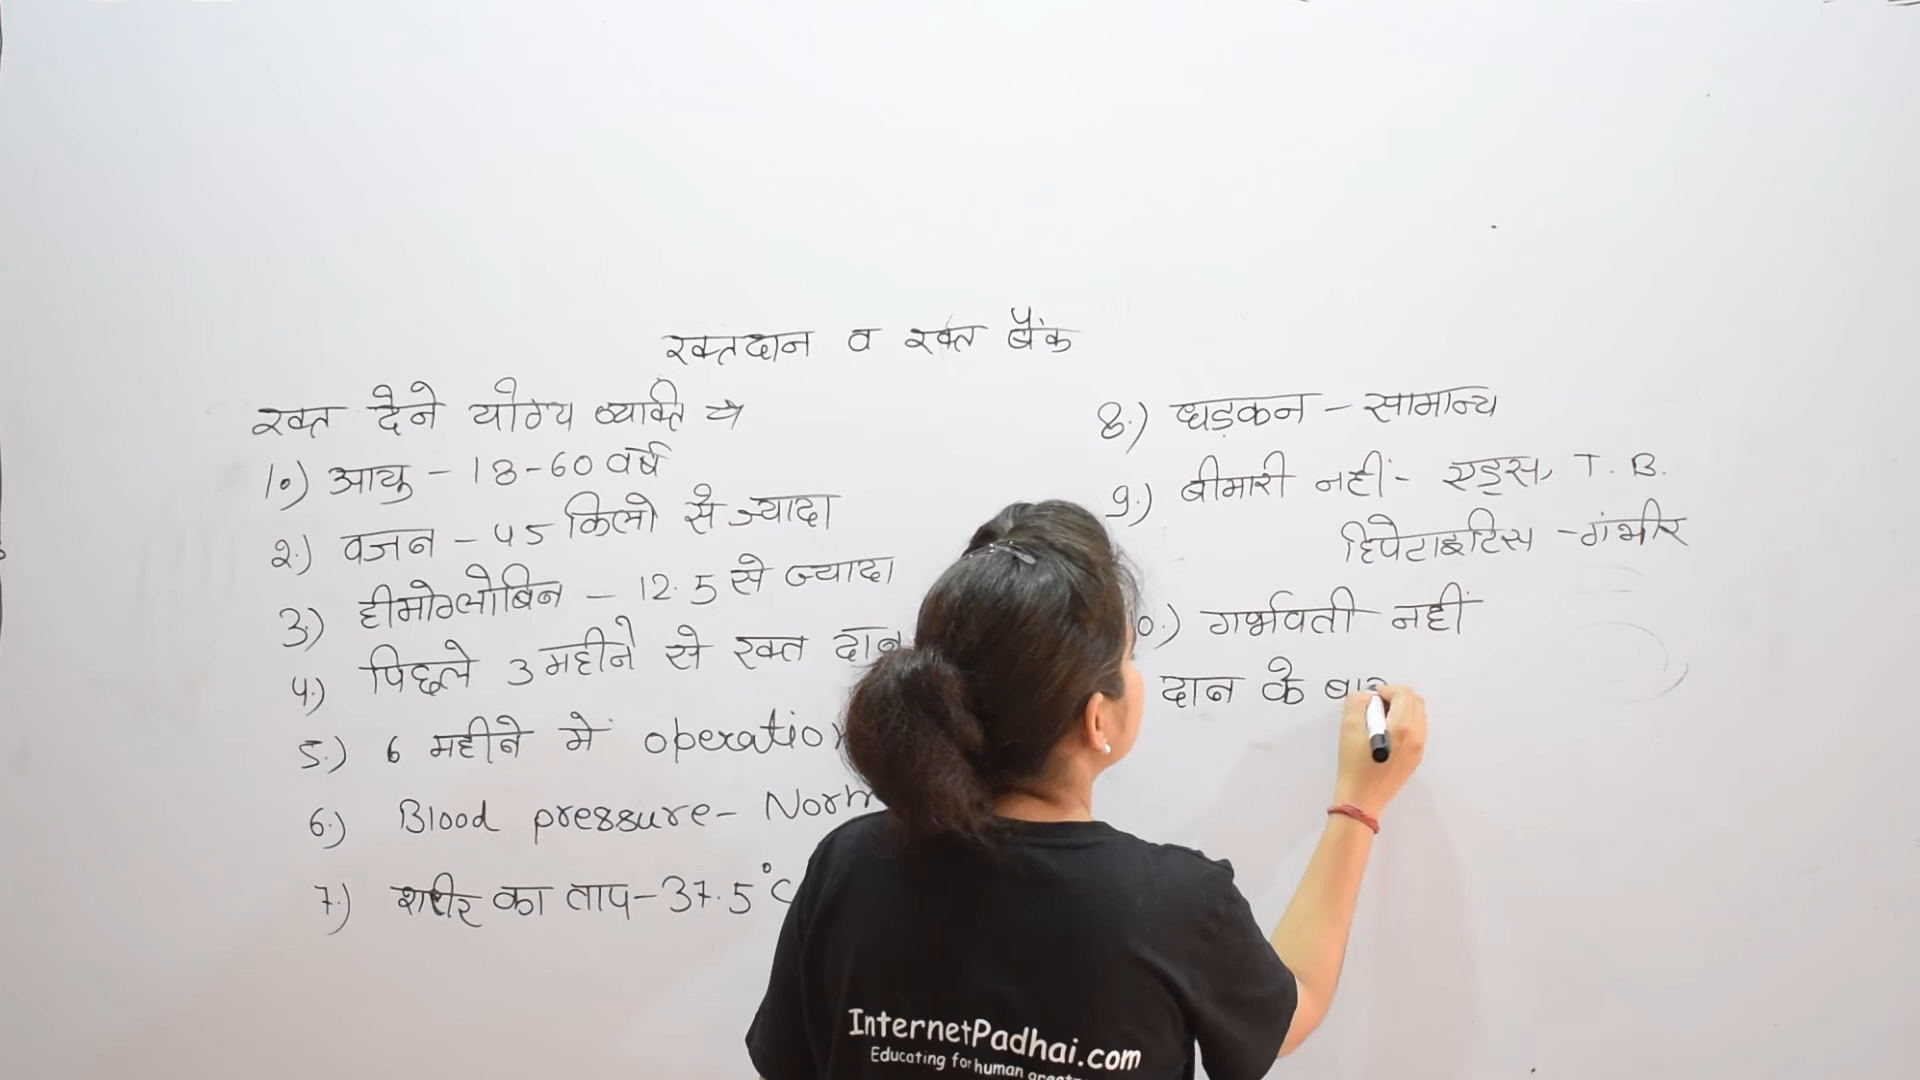 रक्तदान व रक्त बैंक
रक्त देने योग्य व्यक्ति →
1.) आयु - 18-60 वर्ष
2.) वजन - 45 किलो से ज्यादा
3.) हीमोग्लोबिन - 12.5 से ज्यादा
4.) पिछले 3 महीने से रक्त दान
5.) 6 महीने में operation
6.) Blood pressure -
7.) शरीर का ताप - 37.5°C
8.) धड़कन - सामान्य
9.) बीमारी नहीं - एड्स, T.B.
हिपेटाइटिस - गंभीर
0.) गर्भवती नहीं
दान के
InternetPadhai.com
Educating for human